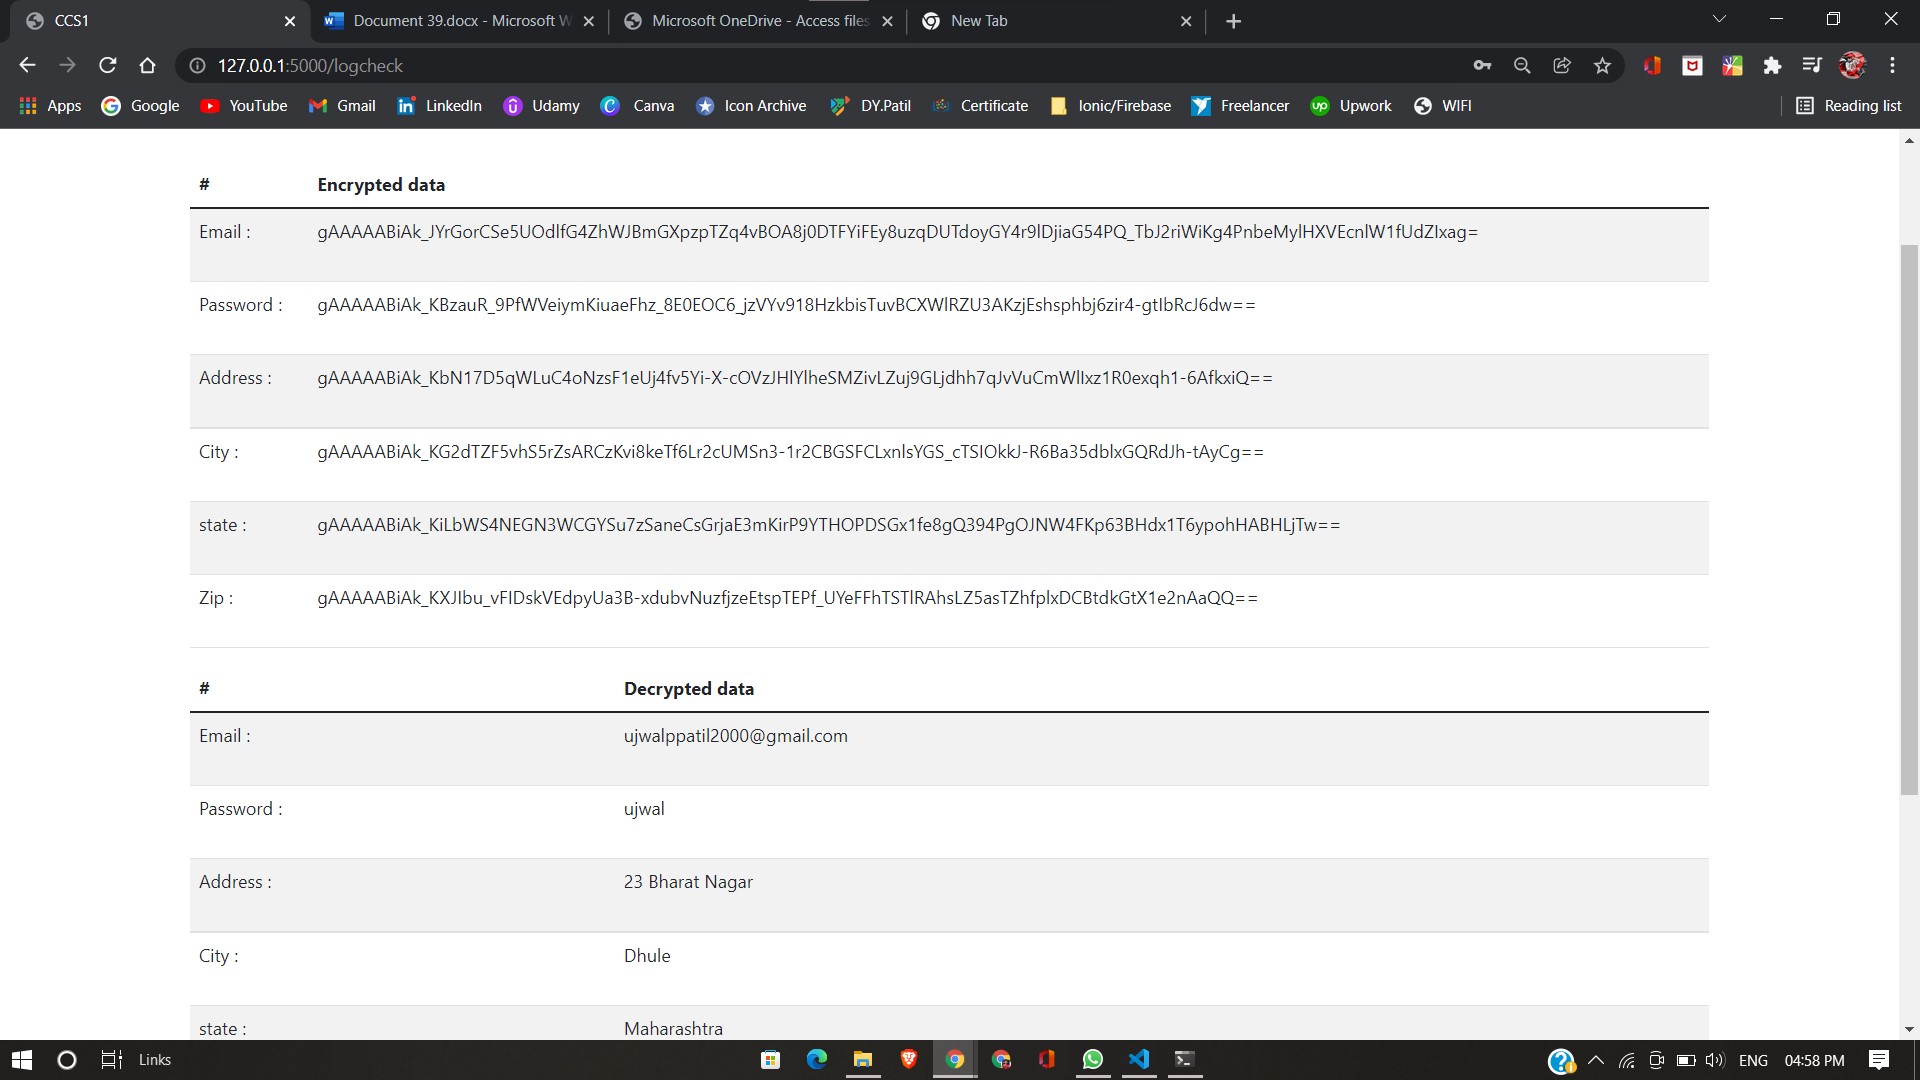 CCS1
Document 39.docx - Microsoft W
Microsoft OneDrive - Access files
New Tab
127.0.0.1:5000/logcheck
Apps
Google
YouTube
Gmail
LinkedIn
Udamy
Canva
Icon Archive
DY.Patil
Certificate
Ionic/Firebase
Freelancer
Upwork
WIFI
Reading list
# Encrypted data
Email : gAAAAABiAk_JYrGorCSe5UOdlfG4ZhWJBmGXpzpTZq4vBOA8j0DTFYiFEy8uzqDUTdoyGY4r9lDjiaG54PQ_TbJ2riWiKg4PnbeMylHXVEcnlW1fUdZIxag=
Password : gAAAAABiAk_KBzauR_9PfWVeiymKiuaeFhz_8E0EOC6_jzVYv918HzkbisTuvBCXWlRZU3AKzjEshsphbj6zir4-gtIbRcJ6dw==
Address : gAAAAABiAk_KbN17D5qWLuC4oNzsF1eUj4fv5Yi-X-cOVzJHlYlheSMZivLZuj9GLjdhh7qJvVuCmWlIxz1R0exqh1-6AfkxiQ==
City : gAAAAABiAk_KG2dTZF5vhS5rZsARCzKvi8keTf6Lr2cUMSn3-1r2CBGSFCLxnlsYGS_cTSIOkkJ-R6Ba35dblxGQRdJh-tAyCg==
state : gAAAAABiAk_KiLbWS4NEGN3WCGYSu7zSaneCsGrjaE3mKirP9YTHOPDSGx1fe8gQ394PgOJNW4FKp63BHdx1T6ypohHABHLjTw==
Zip : gAAAAABiAk_KXJIbu_vFIDskVEdpyUa3B-xdubvNuzfjzeEtspTEPf_UYeFFhTSTlRAhsLZ5asTZhfplxDCBtdkGtX1e2nAaQQ==
# Decrypted data
Email : ujwalppatil2000@gmail.com
Password : ujwal
Address : 23 Bharat Nagar
City : Dhule
state : Maharashtra
Links
ENG
04:58 PM